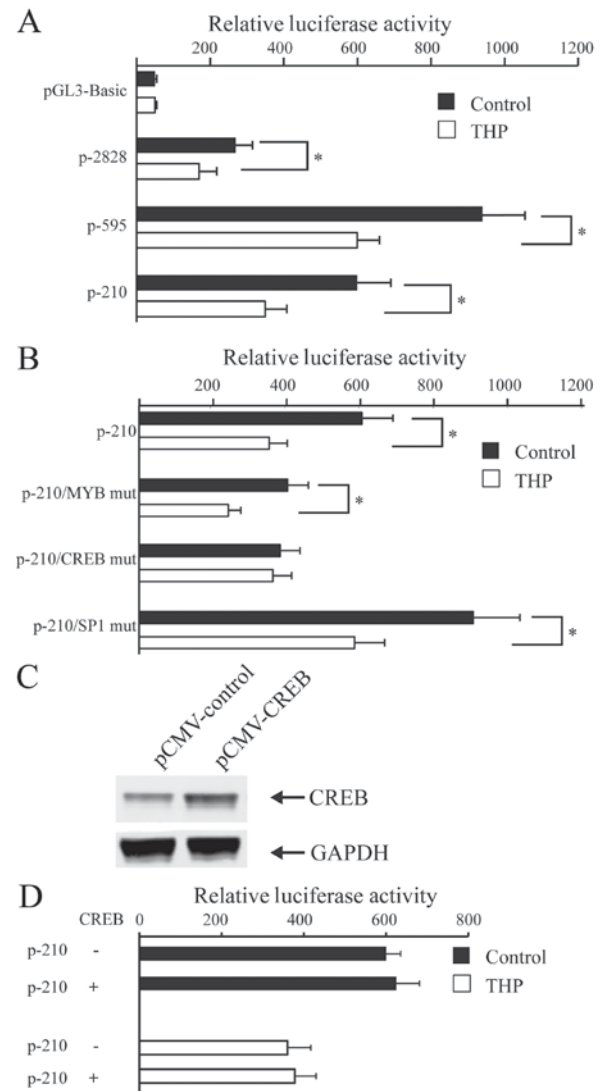 A
Relative luciferase activity
200 400 600 800 1000 1200
pGL3-Basic
Control
THP
p-2828
*
p-595
*
p-210
*
B
Relative luciferase activity
200 400 600 800 1000 1200
p-210
*
Control
THP
p-210/MYB mut
*
p-210/CREB mut
p-210/SP1 mut
*
C
pCMV-control
pCMV-CREB
CREB
GAPDH
D
Relative luciferase activity
CREB 0 200 400 600 800
p-210 -
Control
p-210 +
THP
p-210 -
p-210 +